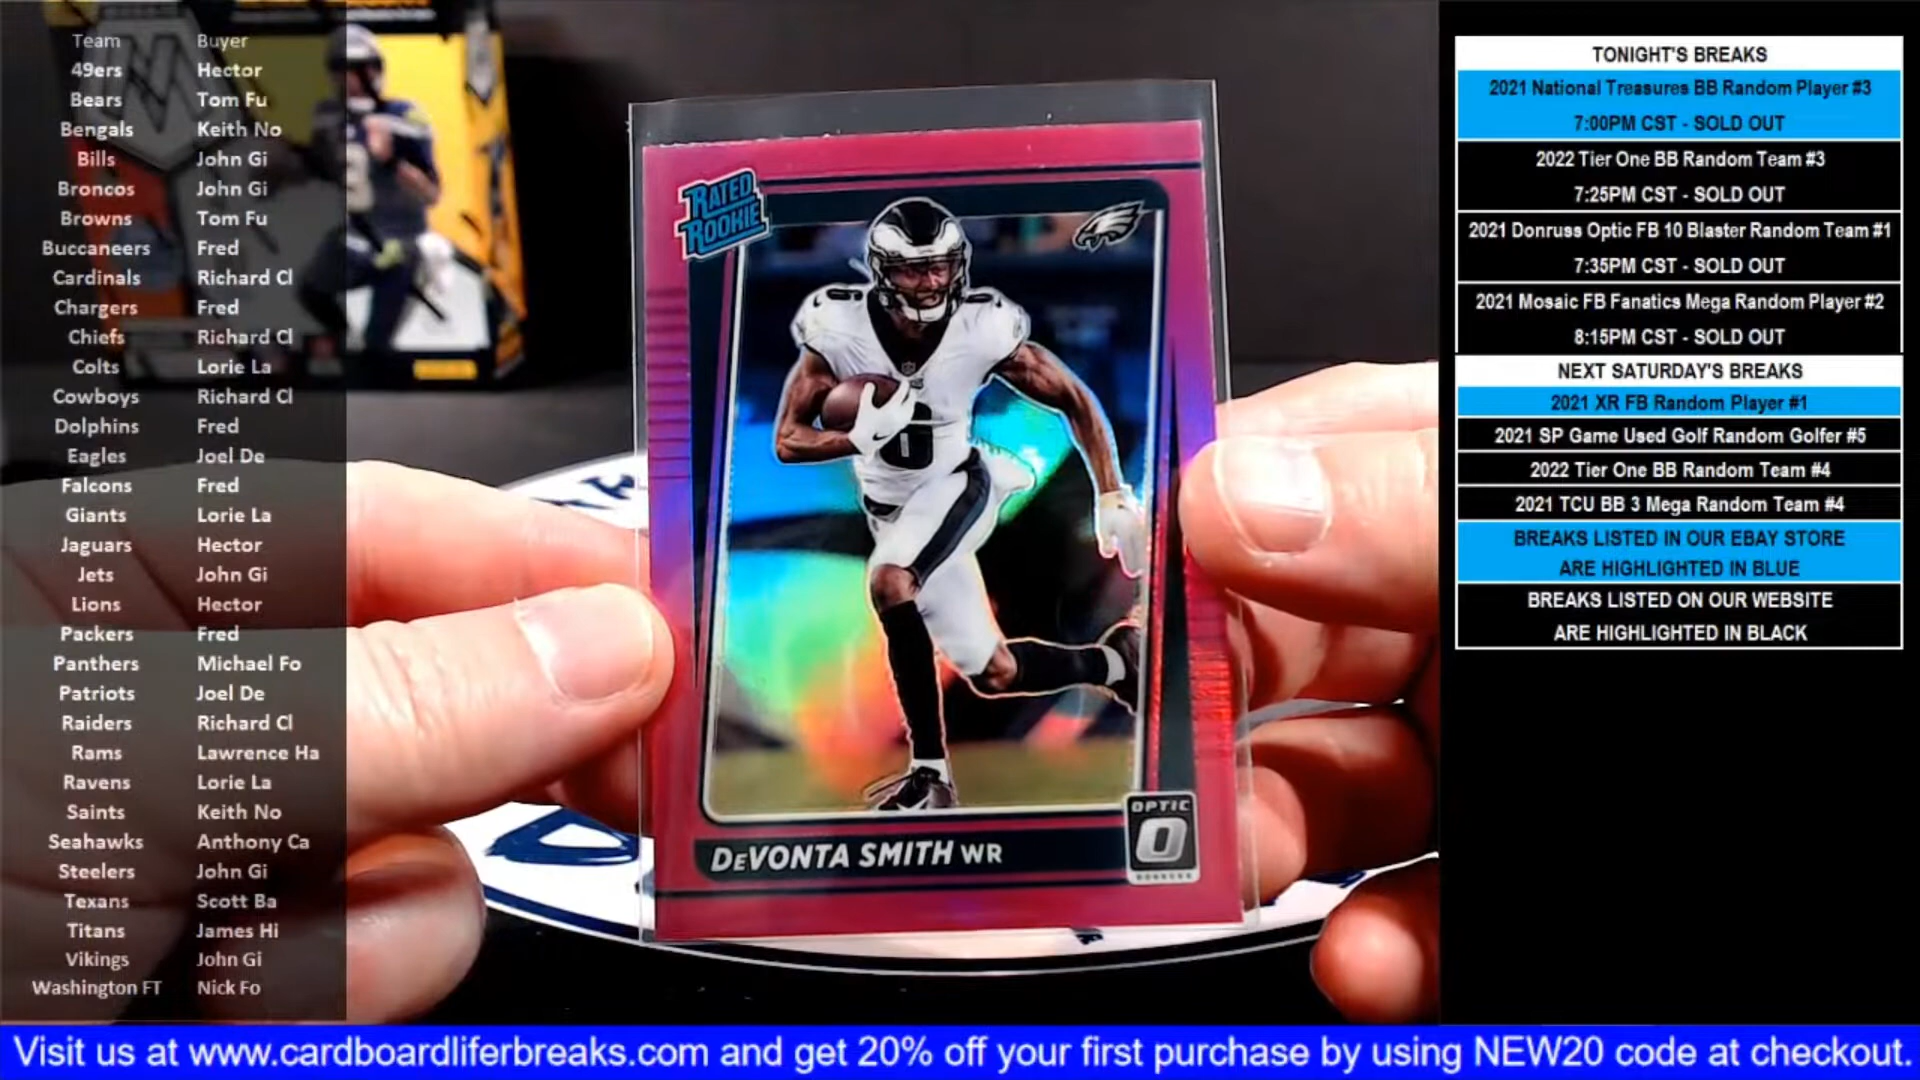 Team Buyer
49ers Hector
Bears Tom Fu
Bengals Keith No
Bills John Gi
Broncos John Gi
Browns Tom Fu
Buccaneers Fred
Cardinals Richard Cl
Chargers Fred
Chiefs Richard Cl
Colts Lorie La
Cowboys Richard Cl
Dolphins Fred
Eagles Joel De
Falcons Fred
Giants Lorie La
Jaguars Hector
Jets John Gi
Lions Hector
Packers Fred
Panthers Michael Fo
Patriots Joel De
Raiders Richard Cl
Rams Lawrence Ha
Ravens Lorie La
Saints Keith No
Seahawks Anthony Ca
Steelers John Gi
Texans Scott Ba
Titans James Hi
Vikings John Gi
Washington FT Nick Fo
RATED
ROOKIE
6
6
6
DEVONTA SMITH WR
OPTIC
O
DONRUSS
TONIGHT'S BREAKS
2021 National Treasures BB Random Player #3
7:00PM CST - SOLD OUT
2022 Tier One BB Random Team #3
7:25PM CST - SOLD OUT
2021 Donruss Optic FB 10 Blaster Random Team #1
7:35PM CST - SOLD OUT
2021 Mosaic FB Fanatics Mega Random Player #2
8:15PM CST - SOLD OUT
NEXT SATURDAY'S BREAKS
2021 XR FB Random Player #1
2021 SP Game Used Golf Random Golfer #5
2022 Tier One BB Random Team #4
2021 TCU BB 3 Mega Random Team #4
BREAKS LISTED IN OUR EBAY STORE
ARE HIGHLIGHTED IN BLUE
BREAKS LISTED ON OUR WEBSITE
ARE HIGHLIGHTED IN BLACK
Visit us at www.cardboardliferbreaks.com and get 20% off your first purchase by using NEW20 code at checkout.